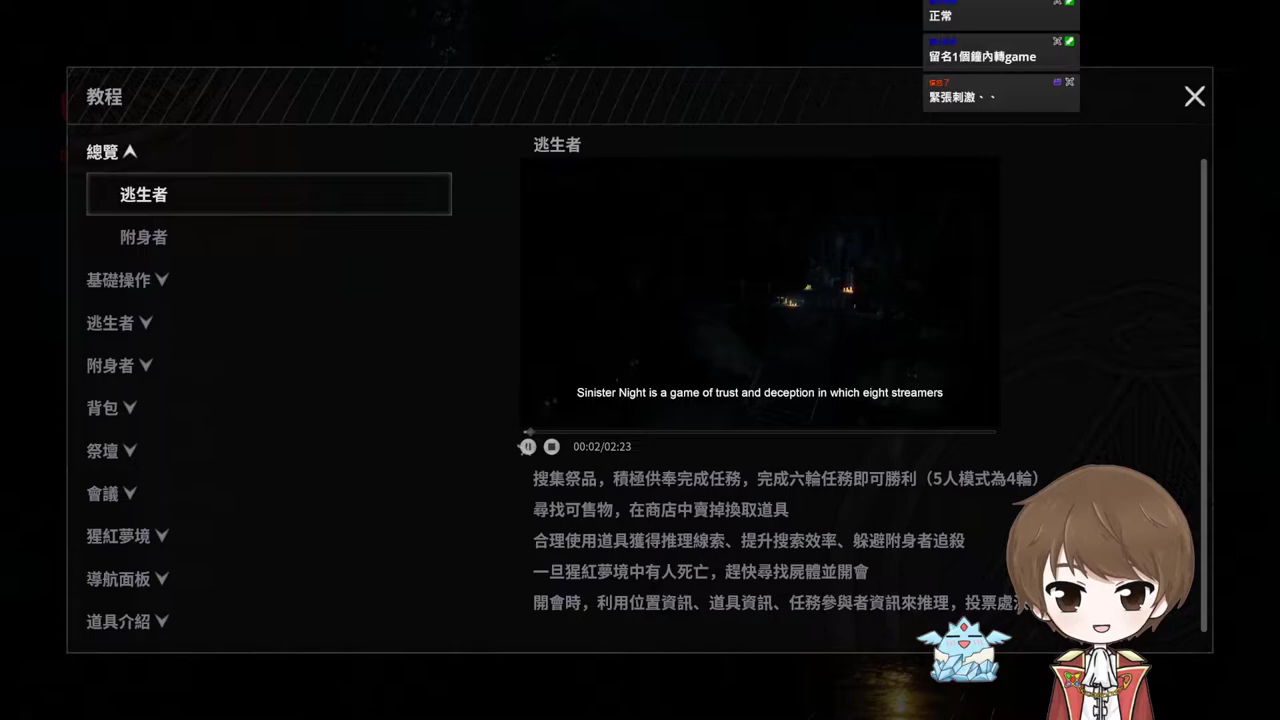 正常
留名1個鐘內轉game
緊張刺激、、
教程
總覽
逃生者
附身者
基礎操作
逃生者
附身者
背包
祭壇
會議
猩紅夢境
導航面板
道具介紹
逃生者
Sinister Night is a game of trust and deception in which eight streamers
00:02/02:23
搜集祭品，積極供奉完成任務，完成六輪任務即可勝利（5人模式為4輪）
尋找可售物，在商店中賣掉換取道具
合理使用道具獲得推理線索、提升搜索效率、躲避附身者追殺
一旦猩紅夢境中有人死亡，趕快尋找屍體並開會
開會時，利用位置資訊、道具資訊、任務參與者資訊來推理，投票處